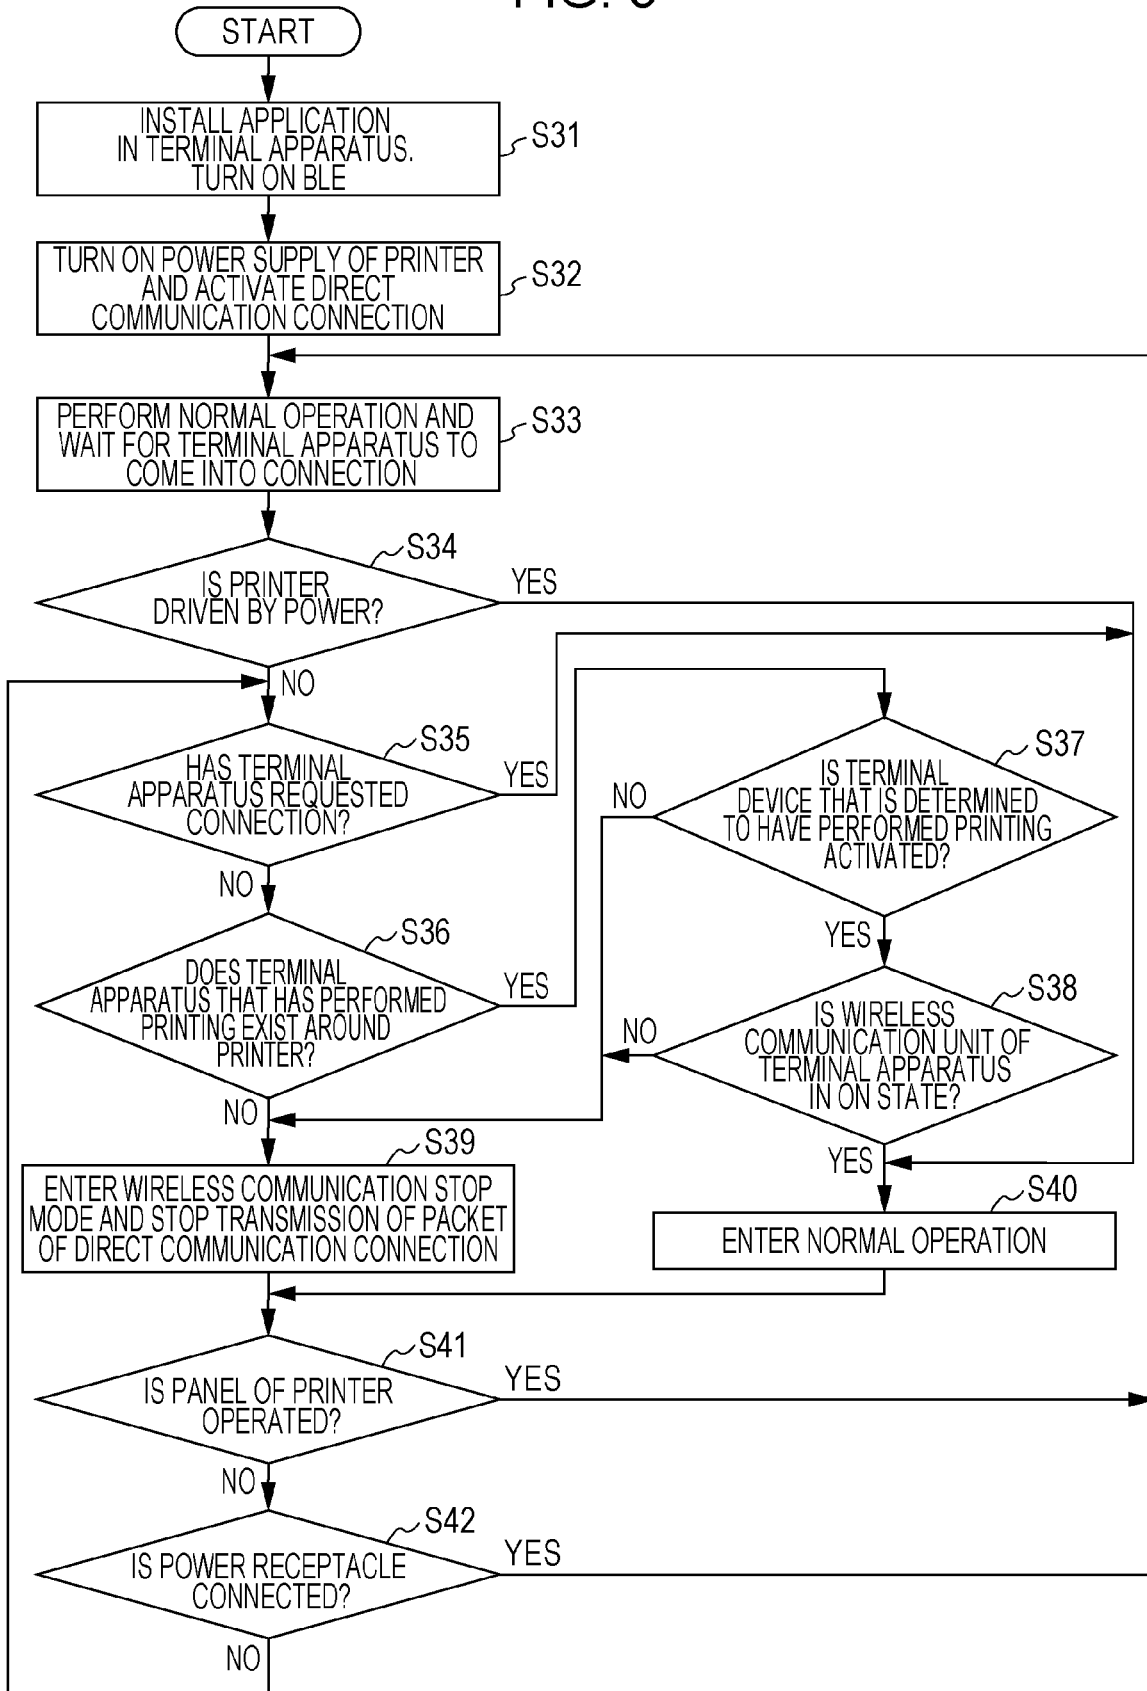 START
INSTALL APPLICATION
IN TERMINAL APPARATUS.
TURN ON BLE
S31
TURN ON POWER SUPPLY OF PRINTER
AND ACTIVATE DIRECT
COMMUNICATION CONNECTION
S32
PERFORM NORMAL OPERATION AND
WAIT FOR TERMINAL APPARATUS TO
COME INTO CONNECTION
S33
S34
IS PRINTER
DRIVEN BY POWER?
YES
NO
S35
HAS TERMINAL
APPARATUS REQUESTED
CONNECTION?
YES
NO
S36
DOES TERMINAL
APPARATUS THAT HAS PERFORMED
PRINTING EXIST AROUND
PRINTER?
YES
NO
S37
IS TERMINAL
DEVICE THAT IS DETERMINED
TO HAVE PERFORMED PRINTING
ACTIVATED?
NO
YES
S38
IS WIRELESS
COMMUNICATION UNIT OF
TERMINAL APPARATUS
IN ON STATE?
NO
YES
S39
ENTER WIRELESS COMMUNICATION STOP
MODE AND STOP TRANSMISSION OF PACKET
OF DIRECT COMMUNICATION CONNECTION
S40
ENTER NORMAL OPERATION
S41
IS PANEL OF PRINTER
OPERATED?
YES
NO
S42
IS POWER RECEPTACLE
CONNECTED?
YES
NO